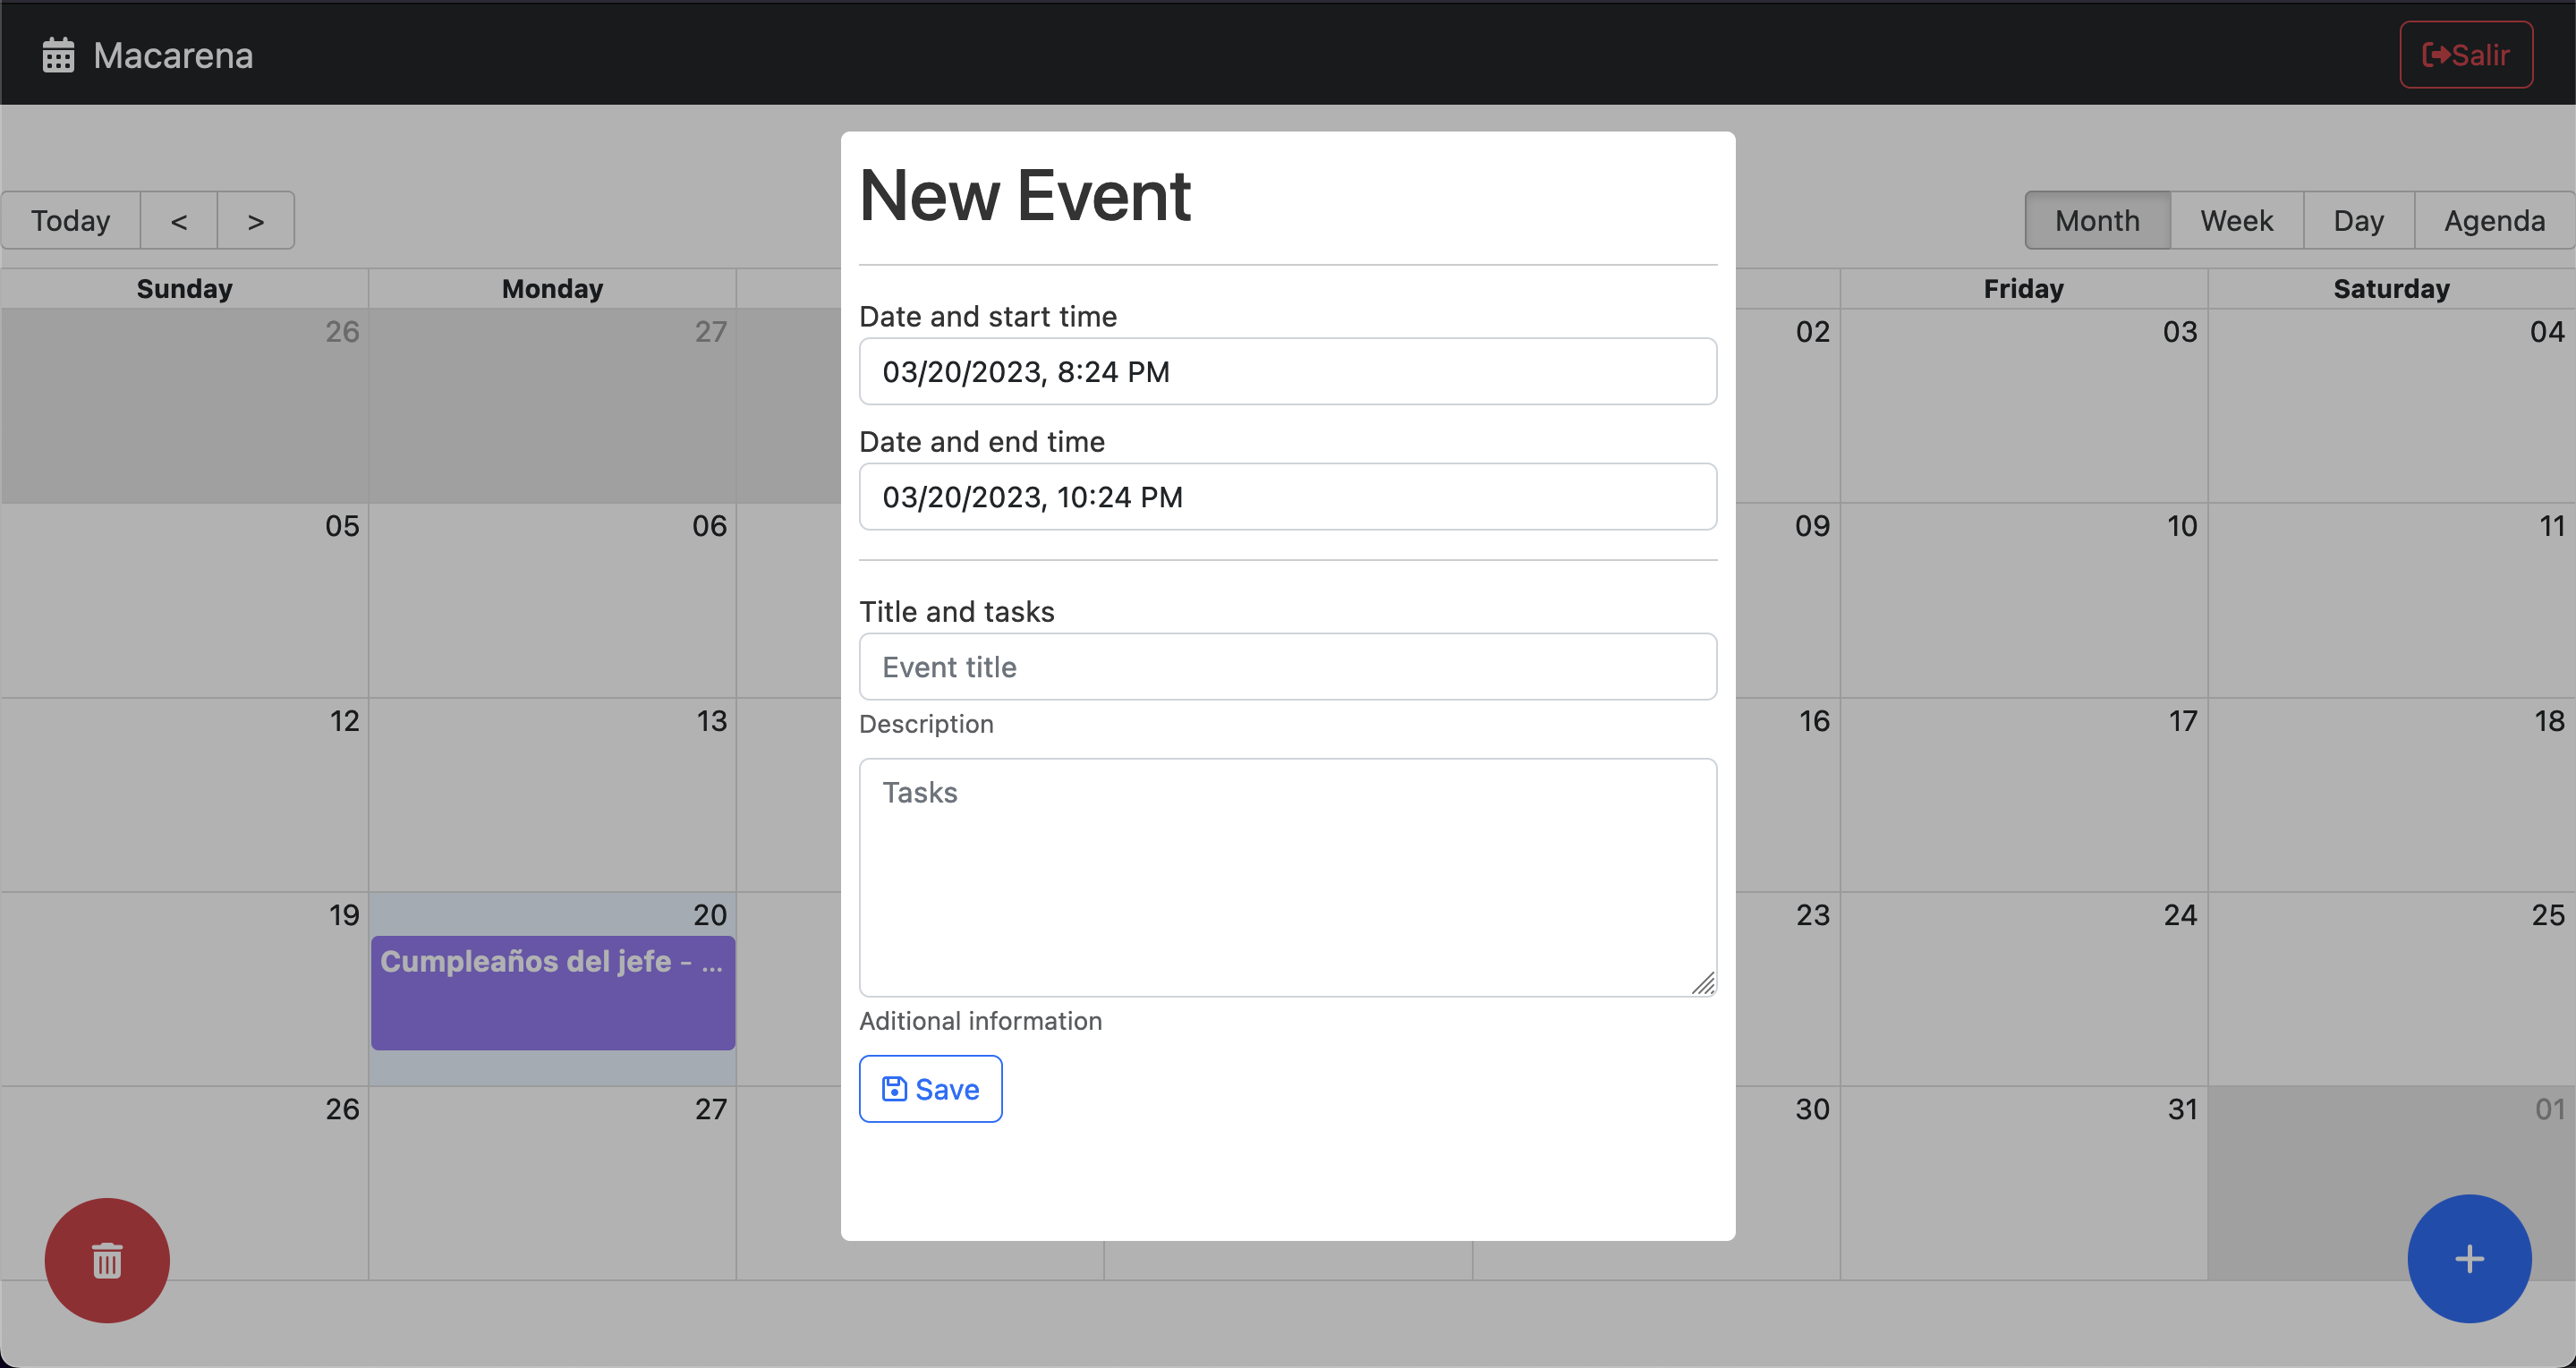 Macarena
Salir
New Event
Today < >
Month Week Day Agenda
Sunday Monday Friday Saturday
Date and start time
26 27 02 03 04
03/20/2023, 8:24 PM
Date and end time
03/20/2023, 10:24 PM
05 06 09 10 11
Title and tasks
Event title
Description
12 13 16 17 18
Tasks
19 20 23 24 25
Cumpleaños del jefe - ...
Aditional information
Save
26 27 30 31 01
+